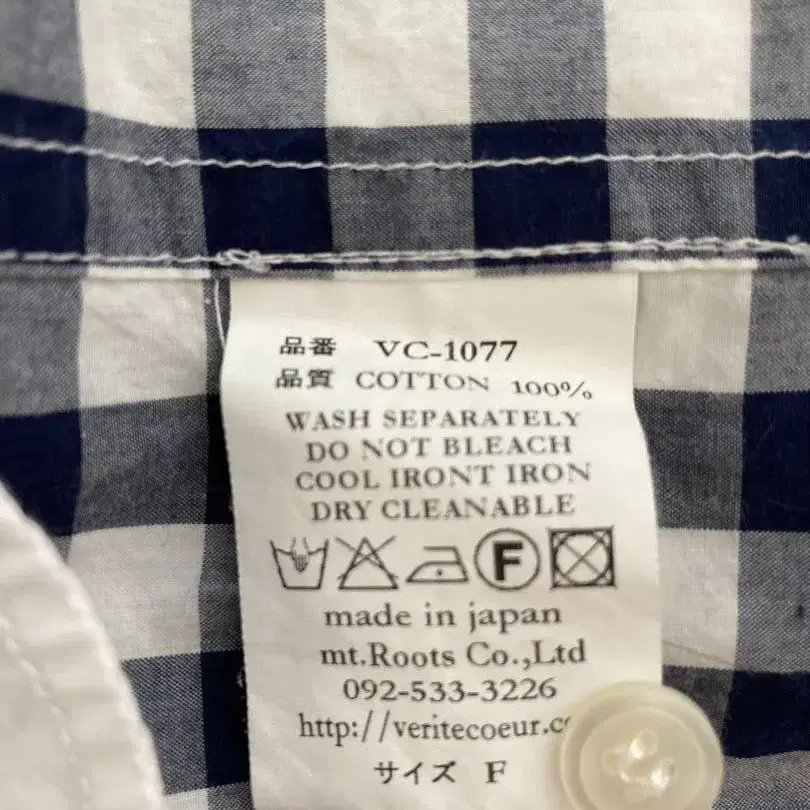 品番 VC-1077
品質 COTTON 100%
WASH SEPARATELY
DO NOT BLEACH
COOL IRONT IRON
DRY CLEANABLE
F
made in japan
mt.Roots Co.,Ltd
092-533-3226
http://veritecoeur.c
サイズ F